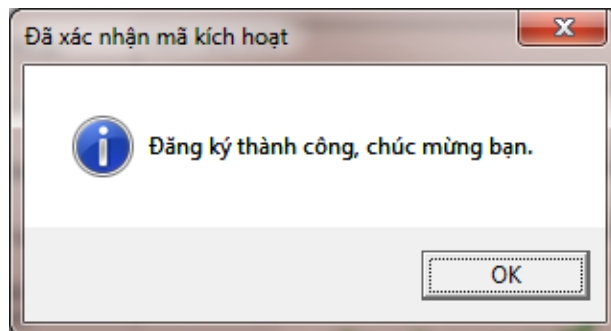 Đã xác nhận mã kích hoạt
Đăng ký thành công, chúc mừng bạn.
OK